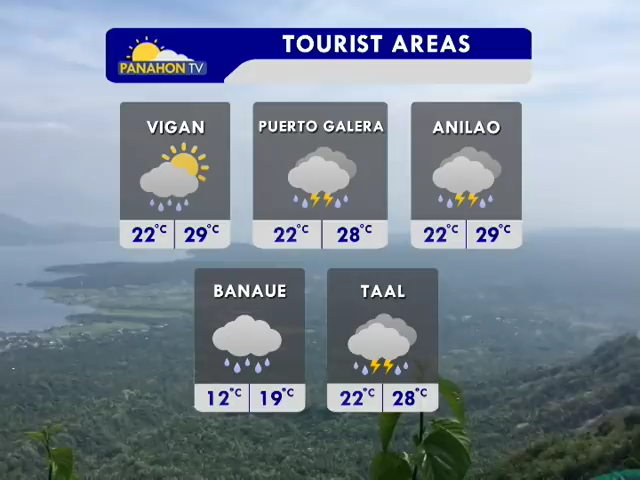 PANAHON TV
TOURIST AREAS
VIGAN
22°C 29°C
PUERTO GALERA
22°C 28°C
ANILAO
22°C 29°C
BANAUE
12°C 19°C
TAAL
22°C 28°C